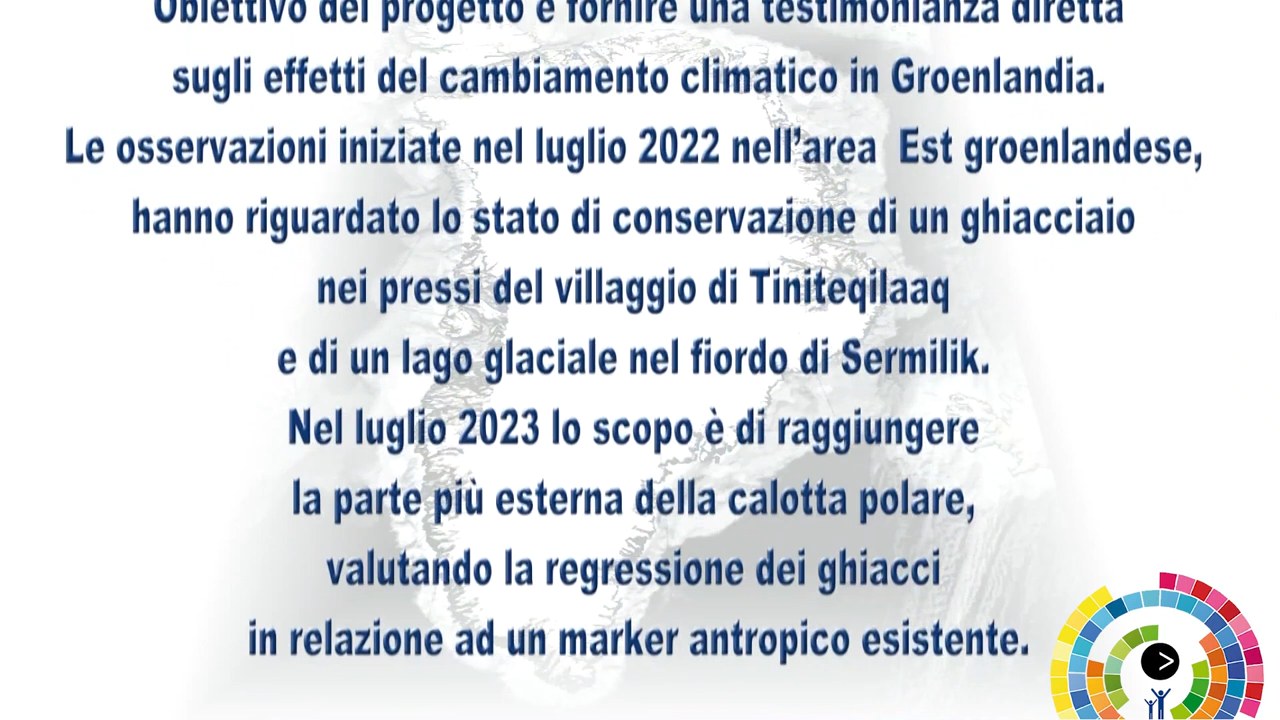 Obiettivo del progetto è fornire una testimonianza diretta
sugli effetti del cambiamento climatico in Groenlandia.
Le osservazioni iniziate nel luglio 2022 nell’area  Est groenlandese,
hanno riguardato lo stato di conservazione di un ghiacciaio
nei pressi del villaggio di Tiniteqilaaq
e di un lago glaciale nel fiordo di Sermilik.
Nel luglio 2023 lo scopo è di raggiungere
la parte più esterna della calotta polare,
valutando la regressione dei ghiacci
in relazione ad un marker antropico esistente.